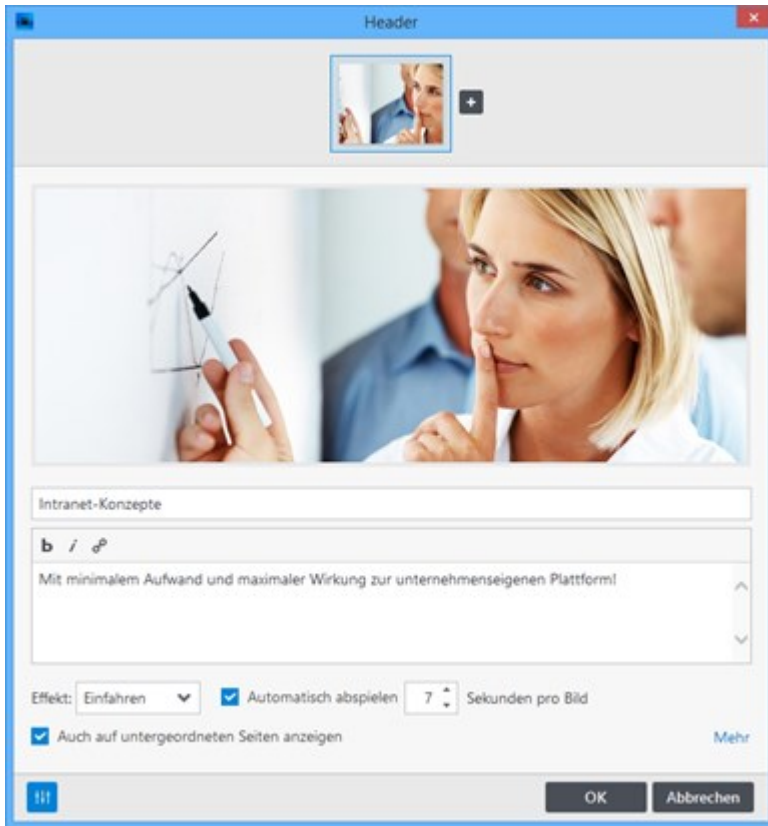 Header
Intranet-Konzepte
b i
Mit minimalem Aufwand und maximaler Wirkung zur unternehmenseigenen Plattform!
Effekt: Einfahren Automatisch abspielen 7 Sekunden pro Bild
Auch auf untergeordneten Seiten anzeigen Mehr
OK Abbrechen